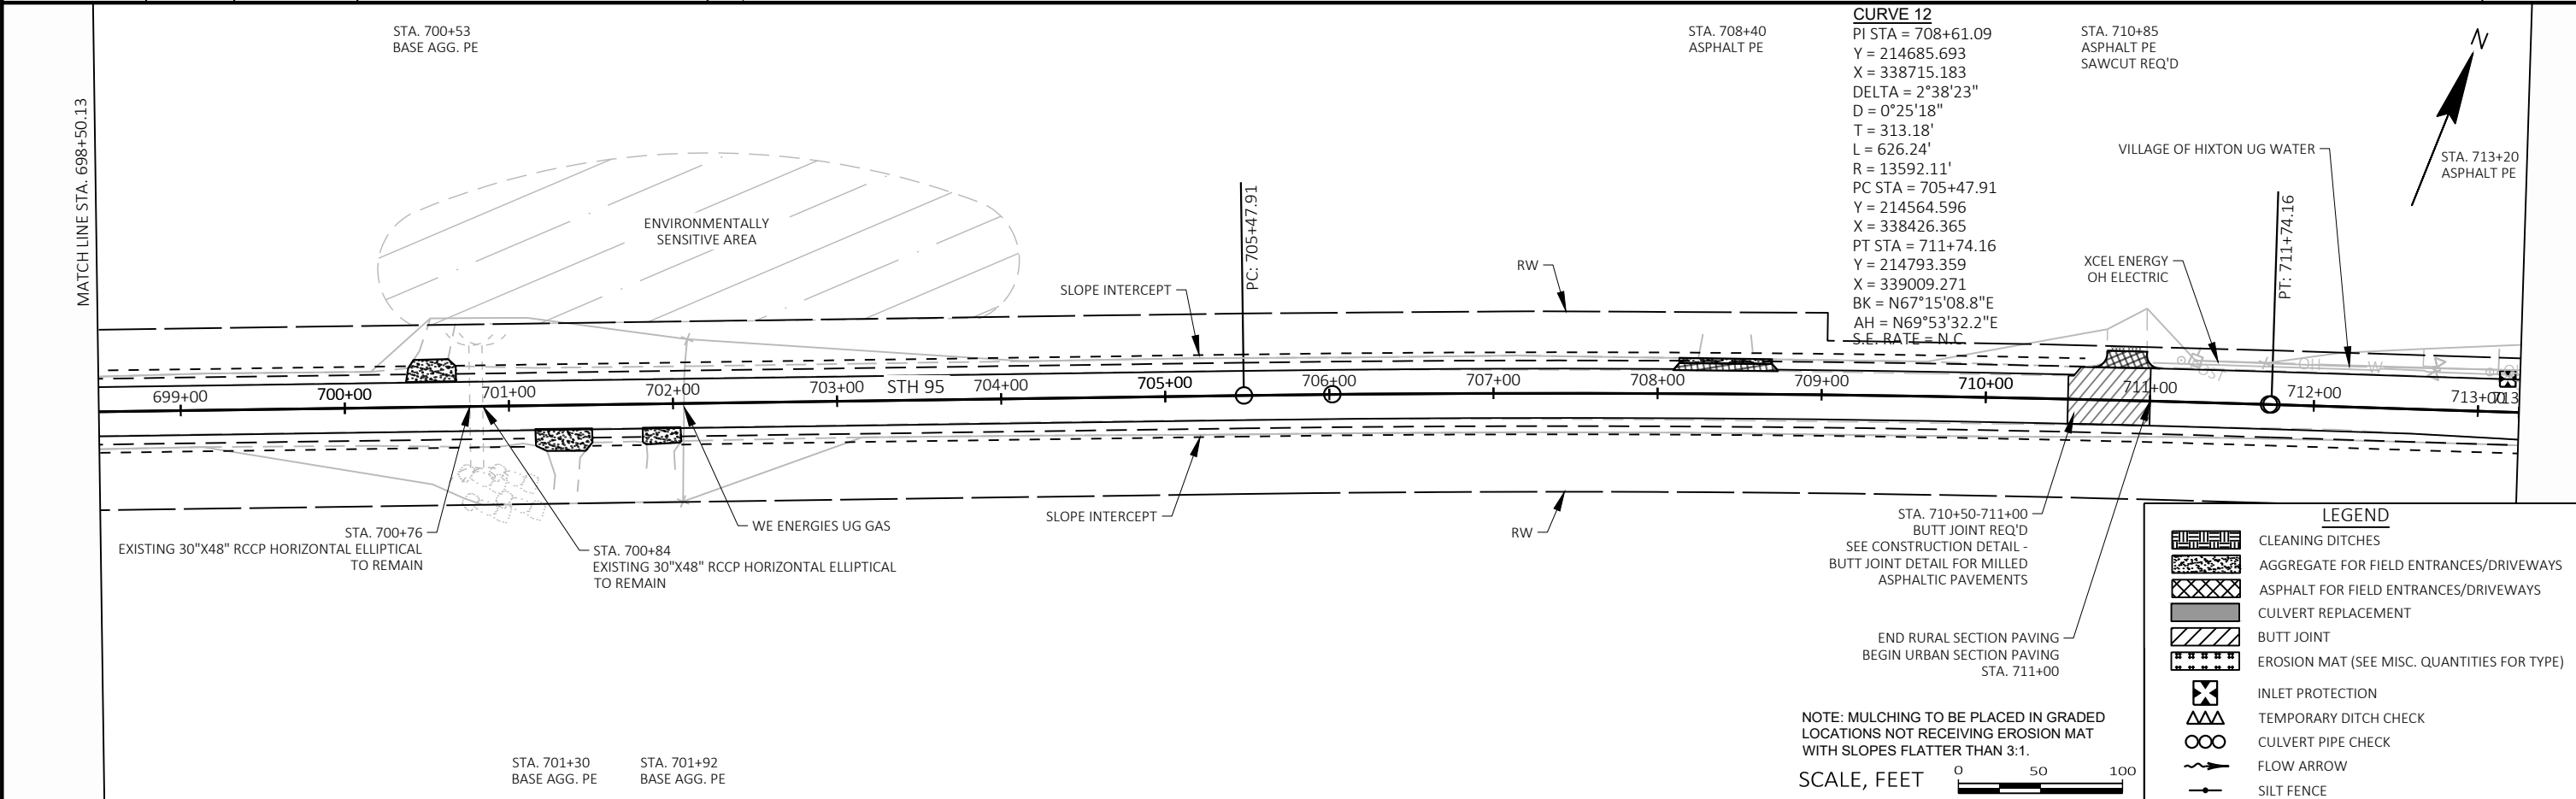 STA. 700+53
BASE AGG. PE
STA. 708+40
ASPHALT PE
CURVE 12
PI STA = 708+61.09
Y = 214685.693
X = 338715.183
DELTA = 2°38'23"
D = 0°25'18"
T = 313.18'
L = 626.24'
R = 13592.11'
PC STA = 705+47.91
Y = 214564.596
X = 338426.365
PT STA = 711+74.16
Y = 214793.359
X = 339009.271
BK = N67°15'08.8"E
AH = N69°53'32.2"E
S.E. RATE = N.C.
STA. 710+85
ASPHALT PE
SAWCUT REQ'D
N
STA. 713+20
ASPHALT PE
VILLAGE OF HIXTON UG WATER
MATCH LINE STA. 698+50.13
ENVIRONMENTALLY
SENSITIVE AREA
SLOPE INTERCEPT
PC: 705+47.91
RW
XCEL ENERGY
OH ELECTRIC
PT: 711+74.16
OH
W
699+00
700+00
701+00
702+00
703+00
STH 95
704+00
705+00
706+00
707+00
708+00
709+00
710+00
711+00
712+00
713+00
713
STA. 700+76
EXISTING 30"X48" RCCP HORIZONTAL ELLIPTICAL
TO REMAIN
STA. 700+84
EXISTING 30"X48" RCCP HORIZONTAL ELLIPTICAL
TO REMAIN
WE ENERGIES UG GAS
SLOPE INTERCEPT
RW
STA. 710+50-711+00
BUTT JOINT REQ'D
SEE CONSTRUCTION DETAIL -
BUTT JOINT DETAIL FOR MILLED
ASPHALTIC PAVEMENTS
END RURAL SECTION PAVING
BEGIN URBAN SECTION PAVING
STA. 711+00
STA. 701+30
BASE AGG. PE
STA. 701+92
BASE AGG. PE
NOTE: MULCHING TO BE PLACED IN GRADED
LOCATIONS NOT RECEIVING EROSION MAT
WITH SLOPES FLATTER THAN 3:1.
SCALE, FEET
0 50 100
LEGEND
CLEANING DITCHES
AGGREGATE FOR FIELD ENTRANCES/DRIVEWAYS
ASPHALT FOR FIELD ENTRANCES/DRIVEWAYS
CULVERT REPLACEMENT
BUTT JOINT
EROSION MAT (SEE MISC. QUANTITIES FOR TYPE)
INLET PROTECTION
TEMPORARY DITCH CHECK
CULVERT PIPE CHECK
FLOW ARROW
SILT FENCE